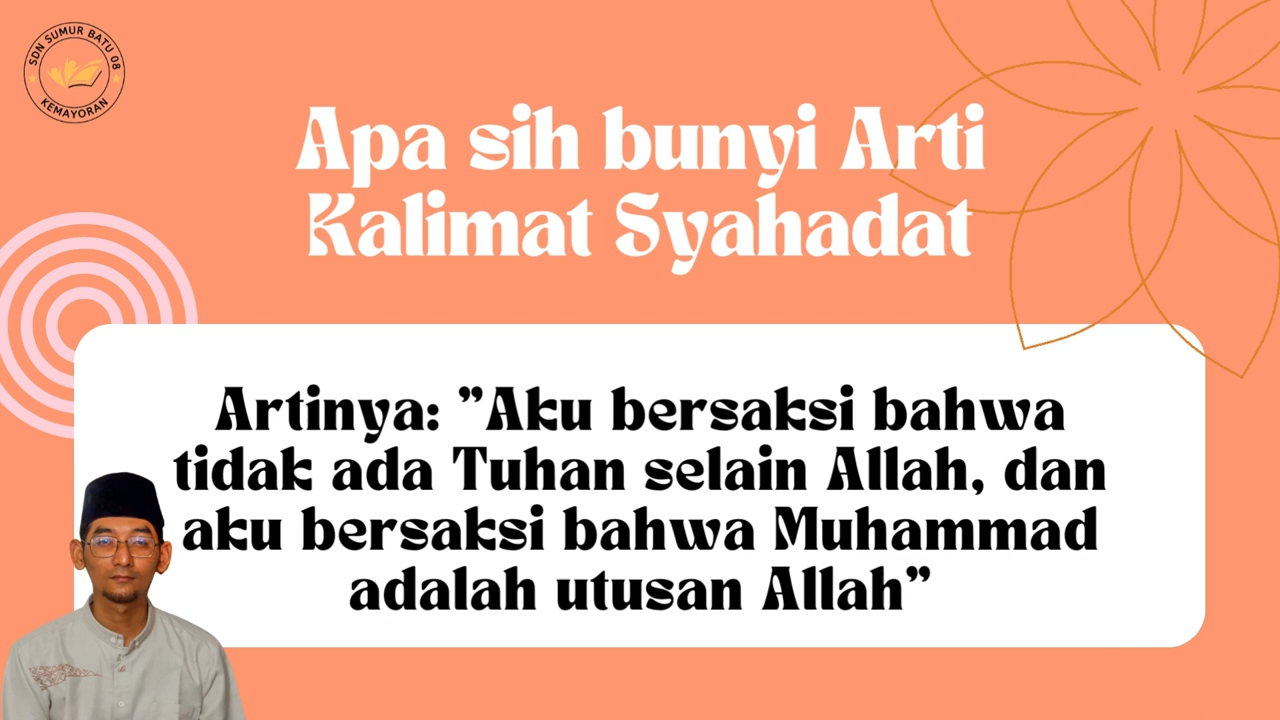 SDN SUMUR BATU 08
KEMAYORAN
Apa sih bunyi Arti
Kalimat Syahadat
Artinya: "Aku bersaksi bahwa
tidak ada Tuhan selain Allah, dan
aku bersaksi bahwa Muhammad
adalah utusan Allah"